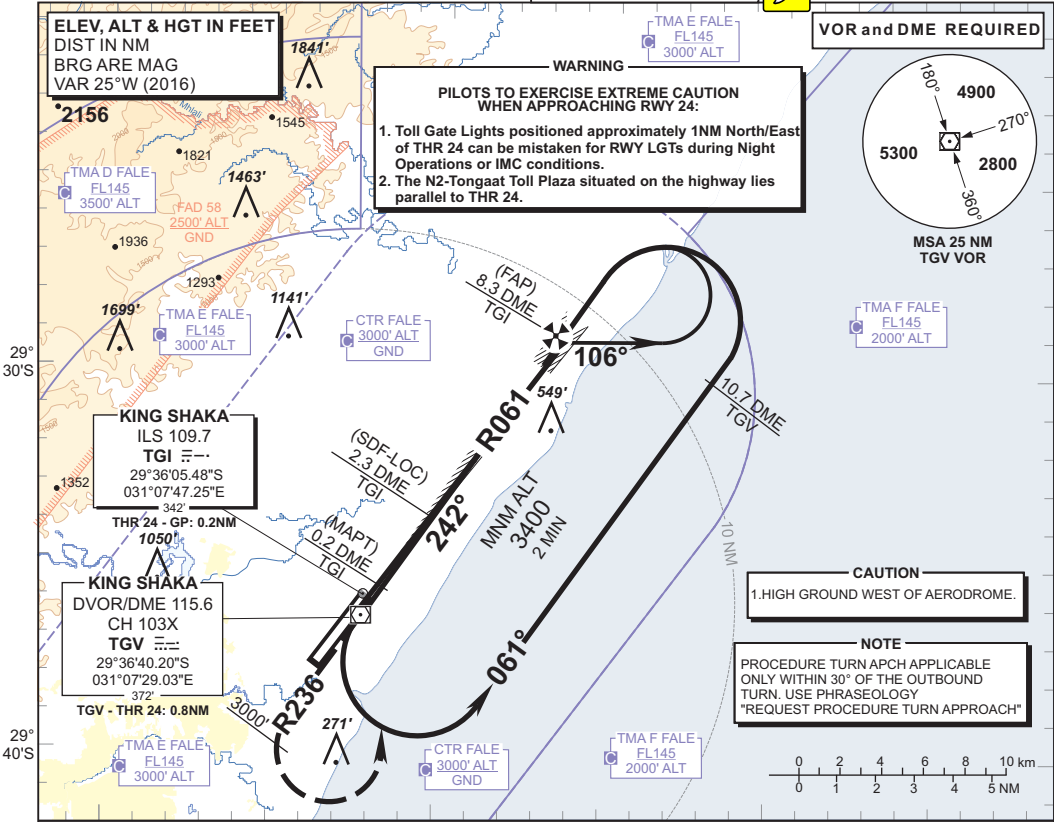 ELEV, ALT & HGT IN FEET
DIST IN NM
BRG ARE MAG
VAR 25°W (2016)
1841'
TMA E FALE
FL145
3000' ALT
C
VOR and DME REQUIRED
WARNING
PILOTS TO EXERCISE EXTREME CAUTION
WHEN APPROACHING RWY 24:
1. Toll Gate Lights positioned approximately 1NM North/East
of THR 24 can be mistaken for RWY LGTs during Night
Operations or IMC conditions.
2. The N2-Tongaat Toll Plaza situated on the highway lies
parallel to THR 24.
180°
4900
270°
5300
2800
360°
MSA 25 NM
TGV VOR
2156
Mhlali
1545
1821
1463'
TMA D FALE
FL145
3500' ALT
C
FAD 58
2500' ALT
GND
1936
1293
1141'
1699'
TMA E FALE
FL145
3000' ALT
C
CTR FALE
3000' ALT
GND
C
(FAP)
8.3 DME
TGI
106°
TMA F FALE
FL145
2000' ALT
C
29°
30'S
549'
10.7 DME
TGV
R061
KING SHAKA
ILS 109.7
TGI
29°36'05.48"S
031°07'47.25"E
342'
THR 24 - GP: 0.2NM
1352
(SDF-LOC)
2.3 DME
TGI
242°
MNM ALT
3400
2 MIN
10 NM
(MAPT)
0.2 DME
TGI
1050'
KING SHAKA
DVOR/DME 115.6
CH 103X
TGV
29°36'40.20"S
031°07'29.03"E
372'
TGV - THR 24: 0.8NM
CAUTION
1.HIGH GROUND WEST OF AERODROME.
NOTE
PROCEDURE TURN APCH APPLICABLE
ONLY WITHIN 30° OF THE OUTBOUND
TURN. USE PHRASEOLOGY
"REQUEST PROCEDURE TURN APPROACH"
061°
R236
3000'
271'
29°
40'S
TMA E FALE
FL145
3000' ALT
C
CTR FALE
3000' ALT
GND
C
TMA F FALE
FL145
2000' ALT
C
0 2 4 6 8 10 km
0 1 2 3 4 5 NM